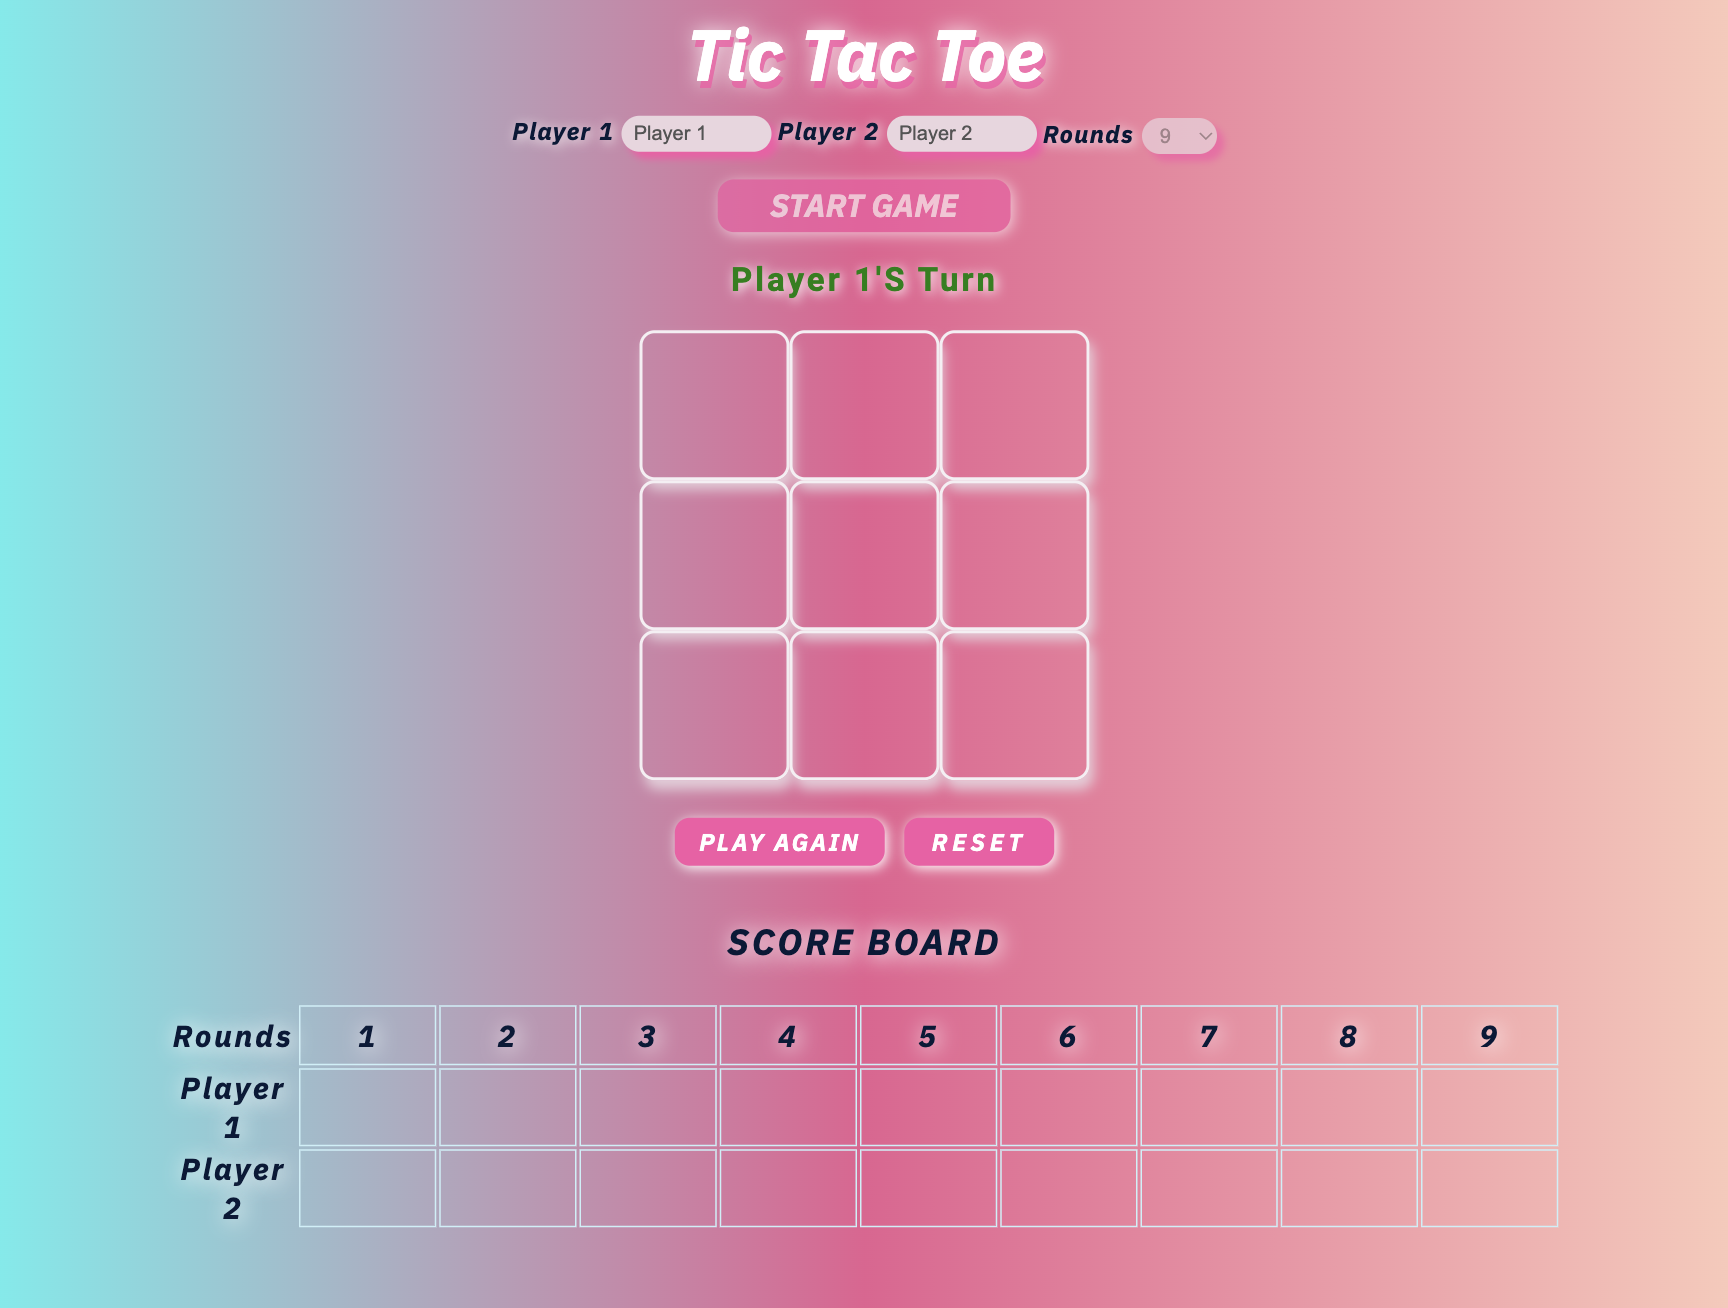 Tic Tac Toe
Player 1 Player 1 Player 2 Player 2 Rounds 9
START GAME
Player 1'S Turn
PLAY AGAIN RESET
SCORE BOARD
Rounds 1 2 3 4 5 6 7 8 9
Player
1
Player
2